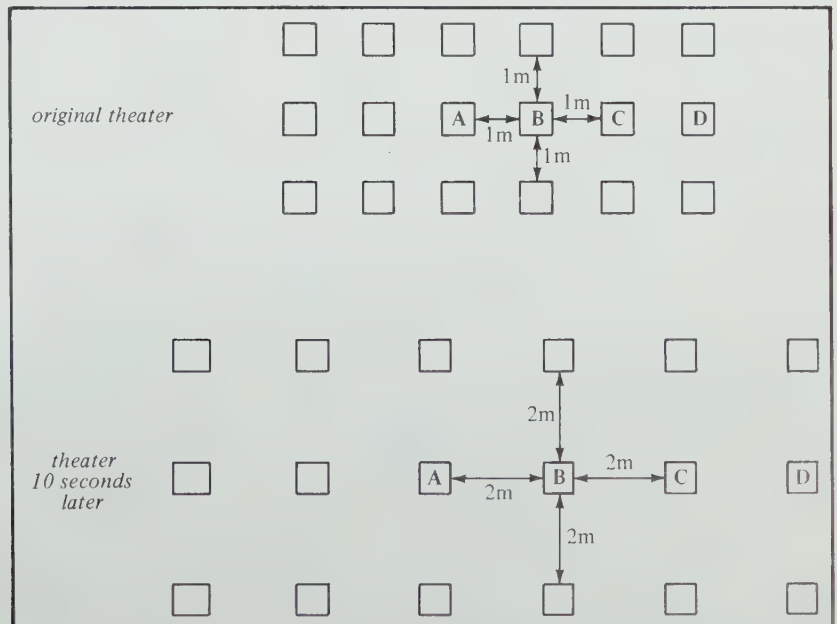 1m
original theater
A
B
C
D
1m
1m
1m
2m
theater
10 seconds
later
A
B
C
D
2m
2m
2m